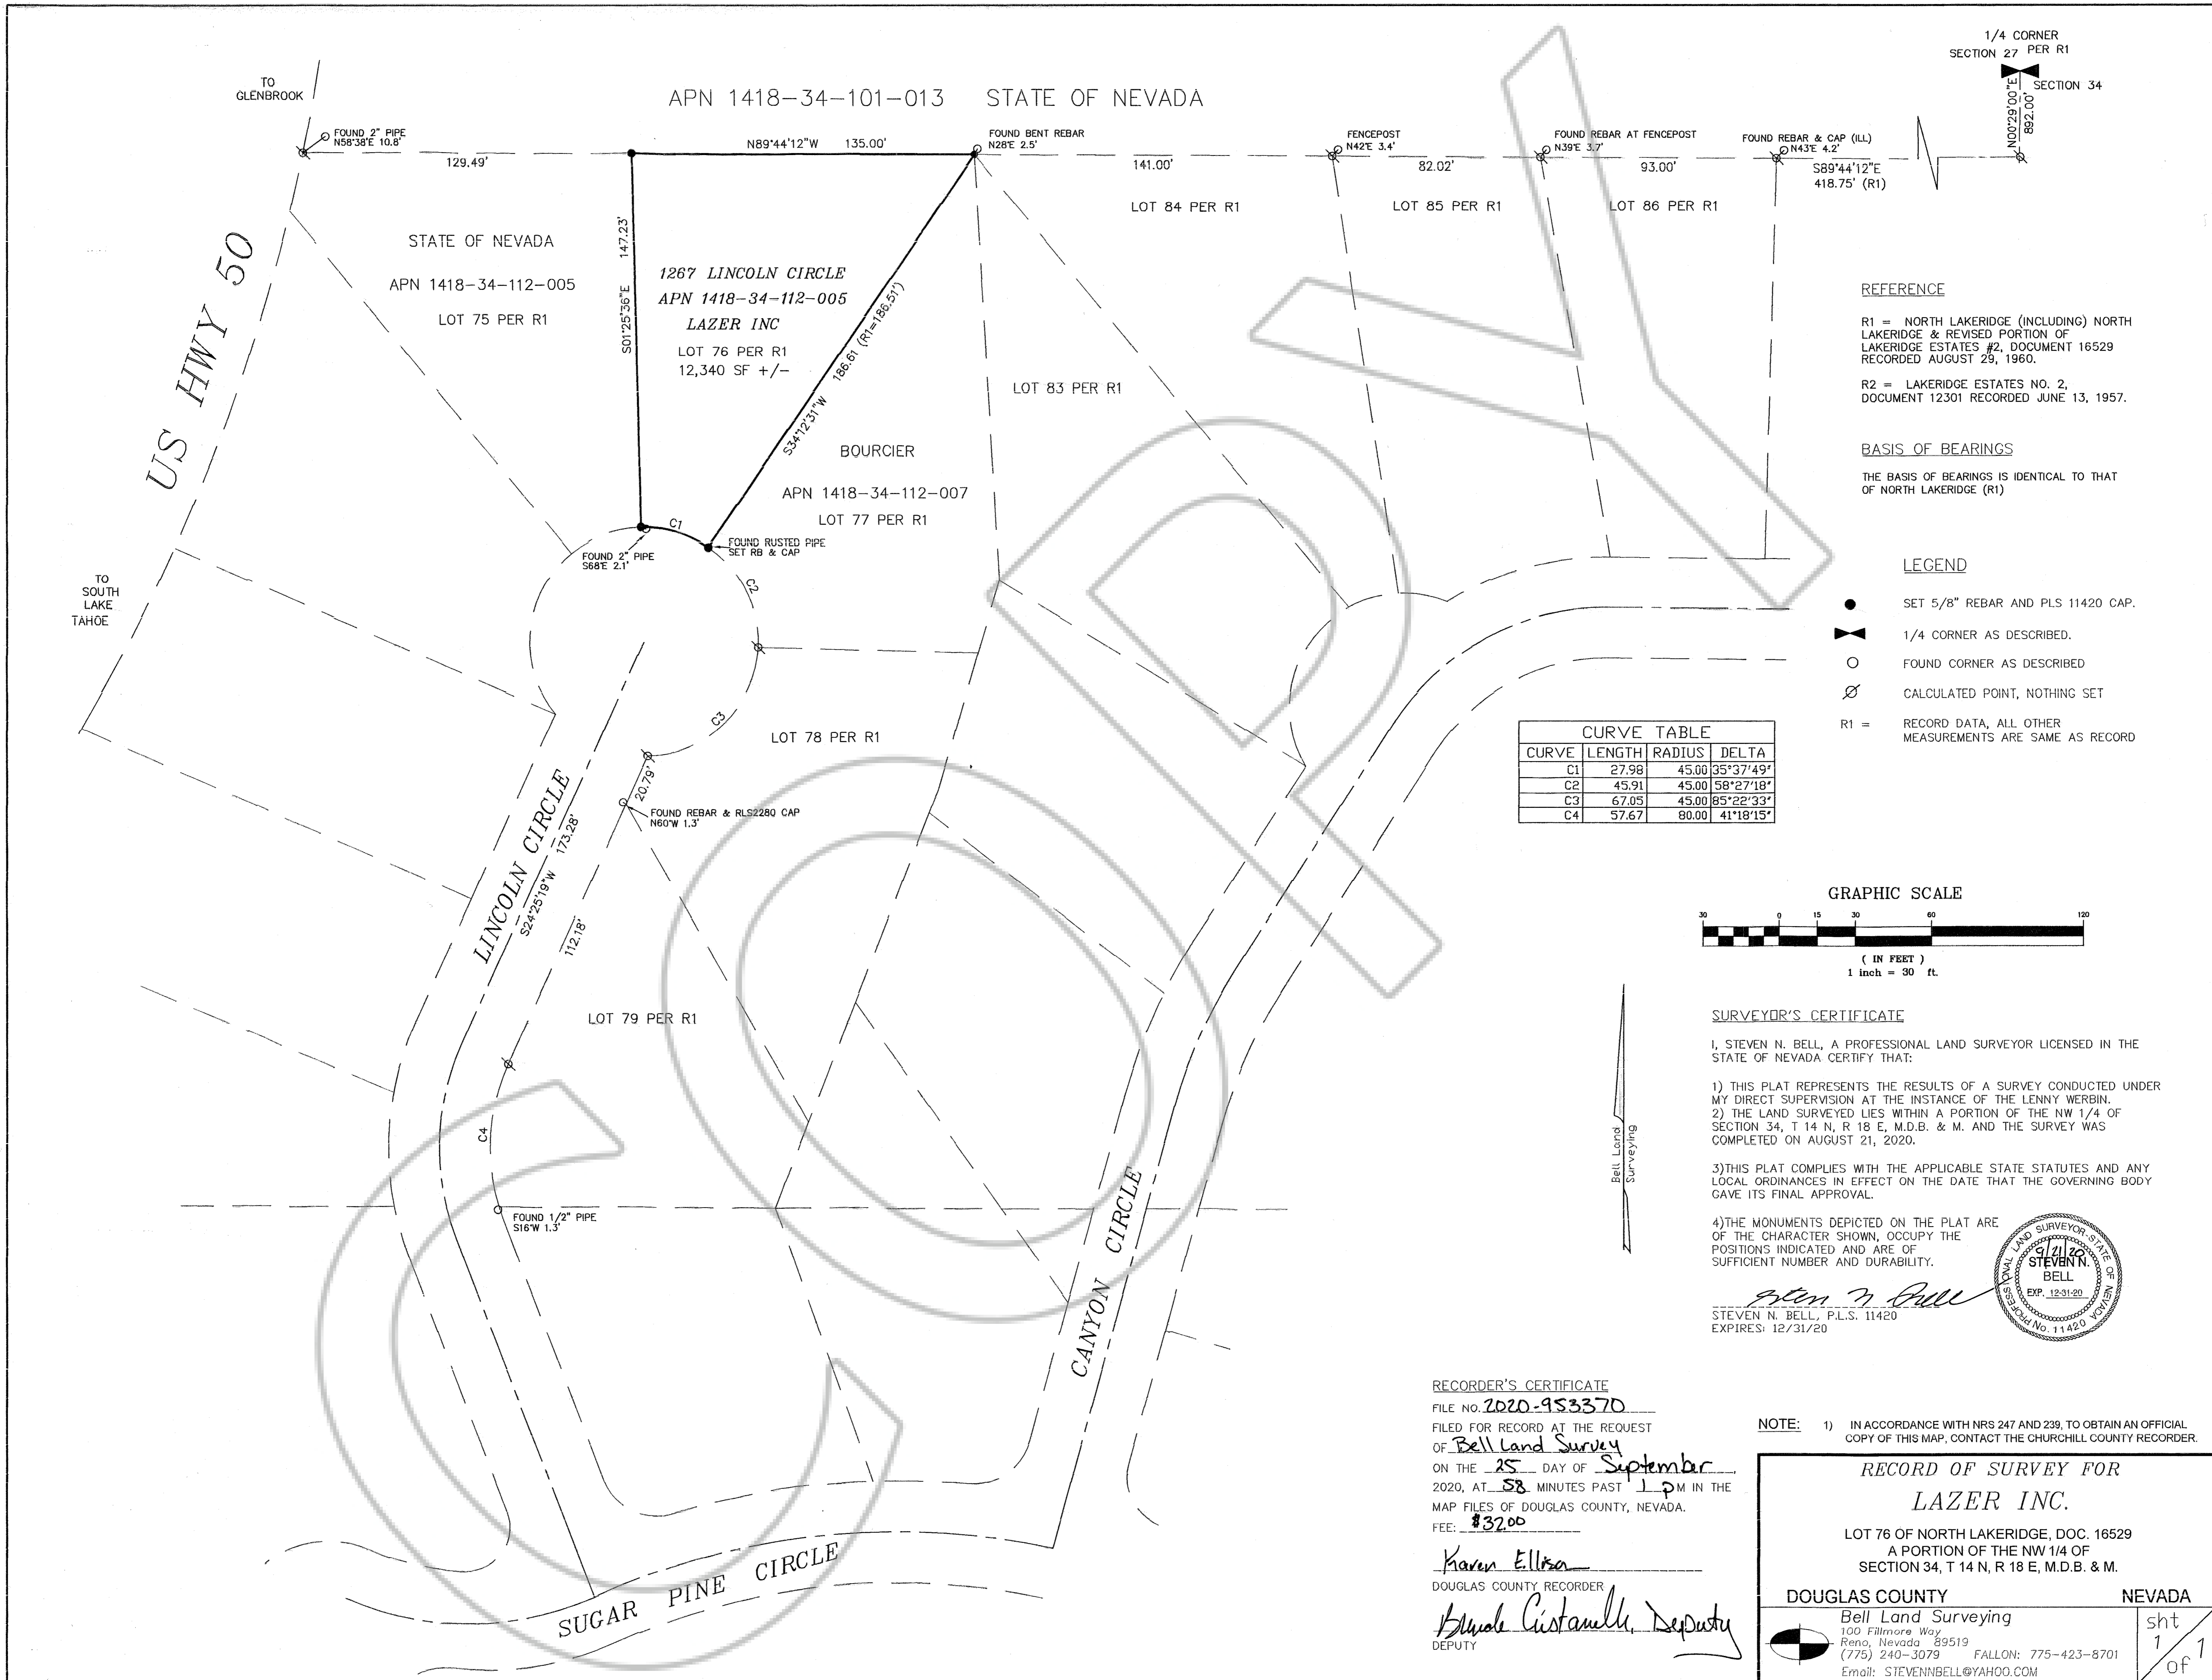 1/4 CORNER
SECTION 27 PER R1
SECTION 34
N00°29'00"E
892.00'
TO
GLENBROOK
APN 1418-34-101-013 STATE OF NEVADA
FOUND 2" PIPE
N58°38'E 10.8'
129.49'
N89°44'12"W 135.00'
FOUND BENT REBAR
N28°E 2.5'
141.00'
FENCEPOST
N42°E 3.4'
82.02'
FOUND REBAR AT FENCEPOST
N39°E 3.7'
93.00'
FOUND REBAR & CAP (ILL)
N43°E 4.2'
S89°44'12"E
418.75' (R1)
US HWY 50
STATE OF NEVADA
APN 1418-34-112-005
LOT 75 PER R1
S01°25'36"E 147.23'
1267 LINCOLN CIRCLE
APN 1418-34-112-005
LAZER INC
LOT 76 PER R1
12,340 SF +/-
S34°12'31"W 186.61 (R1=186.51')
LOT 83 PER R1
LOT 84 PER R1
LOT 85 PER R1
LOT 86 PER R1
BOURCIER
APN 1418-34-112-007
LOT 77 PER R1
C1
FOUND 2" PIPE
S68°E 2.1'
FOUND RUSTED PIPE
SET RB & CAP
C2
TO
SOUTH
LAKE
TAHOE
C3
LOT 78 PER R1
20.79'
FOUND REBAR & RLS2280 CAP
N60°W 1.3'
LINCOLN CIRCLE
S24°25'19"W 173.28'
112.18'
LOT 79 PER R1
C4
FOUND 1/2" PIPE
S16°W 1.3'
CANYON CIRCLE
SUGAR PINE CIRCLE
COPY
REFERENCE
R1 = NORTH LAKERIDGE (INCLUDING) NORTH
LAKERIDGE & REVISED PORTION OF
LAKERIDGE ESTATES #2, DOCUMENT 16529
RECORDED AUGUST 29, 1960.
R2 = LAKERIDGE ESTATES NO. 2,
DOCUMENT 12301 RECORDED JUNE 13, 1957.
BASIS OF BEARINGS
THE BASIS OF BEARINGS IS IDENTICAL TO THAT
OF NORTH LAKERIDGE (R1)
LEGEND
SET 5/8" REBAR AND PLS 11420 CAP.
1/4 CORNER AS DESCRIBED.
FOUND CORNER AS DESCRIBED
CALCULATED POINT, NOTHING SET
R1 = RECORD DATA, ALL OTHER
MEASUREMENTS ARE SAME AS RECORD
CURVE TABLE
CURVE LENGTH RADIUS DELTA
C1 27.98 45.00 35°37'49"
C2 45.91 45.00 58°27'18"
C3 67.05 45.00 85°22'33"
C4 57.67 80.00 41°18'15"
GRAPHIC SCALE
30 0 15 30 60 120
( IN FEET )
1 inch = 30 ft.
Bell Land
Surveying
SURVEYOR'S CERTIFICATE
I, STEVEN N. BELL, A PROFESSIONAL LAND SURVEYOR LICENSED IN THE
STATE OF NEVADA CERTIFY THAT:
1) THIS PLAT REPRESENTS THE RESULTS OF A SURVEY CONDUCTED UNDER
MY DIRECT SUPERVISION AT THE INSTANCE OF THE LENNY WERBIN.
2) THE LAND SURVEYED LIES WITHIN A PORTION OF THE NW 1/4 OF
SECTION 34, T 14 N, R 18 E, M.D.B. & M. AND THE SURVEY WAS
COMPLETED ON AUGUST 21, 2020.
3)THIS PLAT COMPLIES WITH THE APPLICABLE STATE STATUTES AND ANY
LOCAL ORDINANCES IN EFFECT ON THE DATE THAT THE GOVERNING BODY
GAVE ITS FINAL APPROVAL.
4)THE MONUMENTS DEPICTED ON THE PLAT ARE
OF THE CHARACTER SHOWN, OCCUPY THE
POSITIONS INDICATED AND ARE OF
SUFFICIENT NUMBER AND DURABILITY.
Steven N Bell
STEVEN N. BELL, P.L.S. 11420
EXPIRES: 12/31/20
PROFESSIONAL LAND SURVEYOR-STATE OF NEVADA
9/21/20
STEVEN N.
BELL
EXP. 12-31-20
No. 11420
RECORDER'S CERTIFICATE
FILE NO. 2020-953370
FILED FOR RECORD AT THE REQUEST
OF Bell Land Survey
ON THE 25 DAY OF September,
2020, AT 58 MINUTES PAST 1 PM IN THE
MAP FILES OF DOUGLAS COUNTY, NEVADA.
FEE: $32.00
Karen Ellison
DOUGLAS COUNTY RECORDER
Deputy
DEPUTY
NOTE: 1) IN ACCORDANCE WITH NRS 247 AND 239, TO OBTAIN AN OFFICIAL
COPY OF THIS MAP, CONTACT THE CHURCHILL COUNTY RECORDER.
RECORD OF SURVEY FOR
LAZER INC.
LOT 76 OF NORTH LAKERIDGE, DOC. 16529
A PORTION OF THE NW 1/4 OF
SECTION 34, T 14 N, R 18 E, M.D.B. & M.
DOUGLAS COUNTY NEVADA
Bell Land Surveying
100 Fillmore Way
Reno, Nevada 89519
(775) 240-3079 FALLON: 775-423-8701
Email: STEVENNBELL@YAHOO.COM
sht
1
of 1